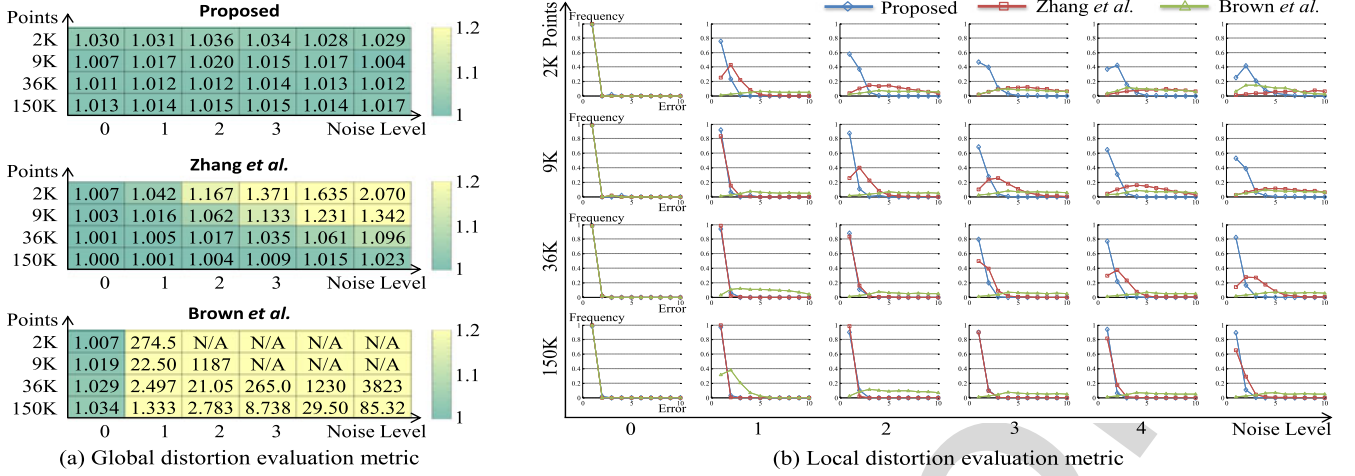 Proposed
Points
2K 1.030 1.031 1.036 1.034 1.028 1.029
9K 1.007 1.017 1.020 1.015 1.017 1.004
36K 1.011 1.012 1.012 1.014 1.013 1.012
150K 1.013 1.014 1.015 1.015 1.014 1.017
0 1 2 3 Noise Level
1.2
1.1
1
Zhang et al.
Points
2K 1.007 1.042 1.167 1.371 1.635 2.070
9K 1.003 1.016 1.062 1.133 1.231 1.342
36K 1.001 1.005 1.017 1.035 1.061 1.096
150K 1.000 1.001 1.004 1.009 1.015 1.023
0 1 2 3 Noise Level
1.2
1.1
1
Brown et al.
Points
2K 1.007 274.5 N/A N/A N/A N/A
9K 1.019 22.50 1187 N/A N/A N/A
36K 1.029 2.497 21.05 265.0 1230 3823
150K 1.034 1.333 2.783 8.738 29.50 85.32
0 1 2 3 Noise Level
1.2
1.1
1
(a) Global distortion evaluation metric
Proposed Zhang et al. Brown et al.
Points
2K
Frequency
Error
9K
Frequency
36K
Frequency
150K
Frequency
Error
0 1 2 3 4 Noise Level
(b) Local distortion evaluation metric